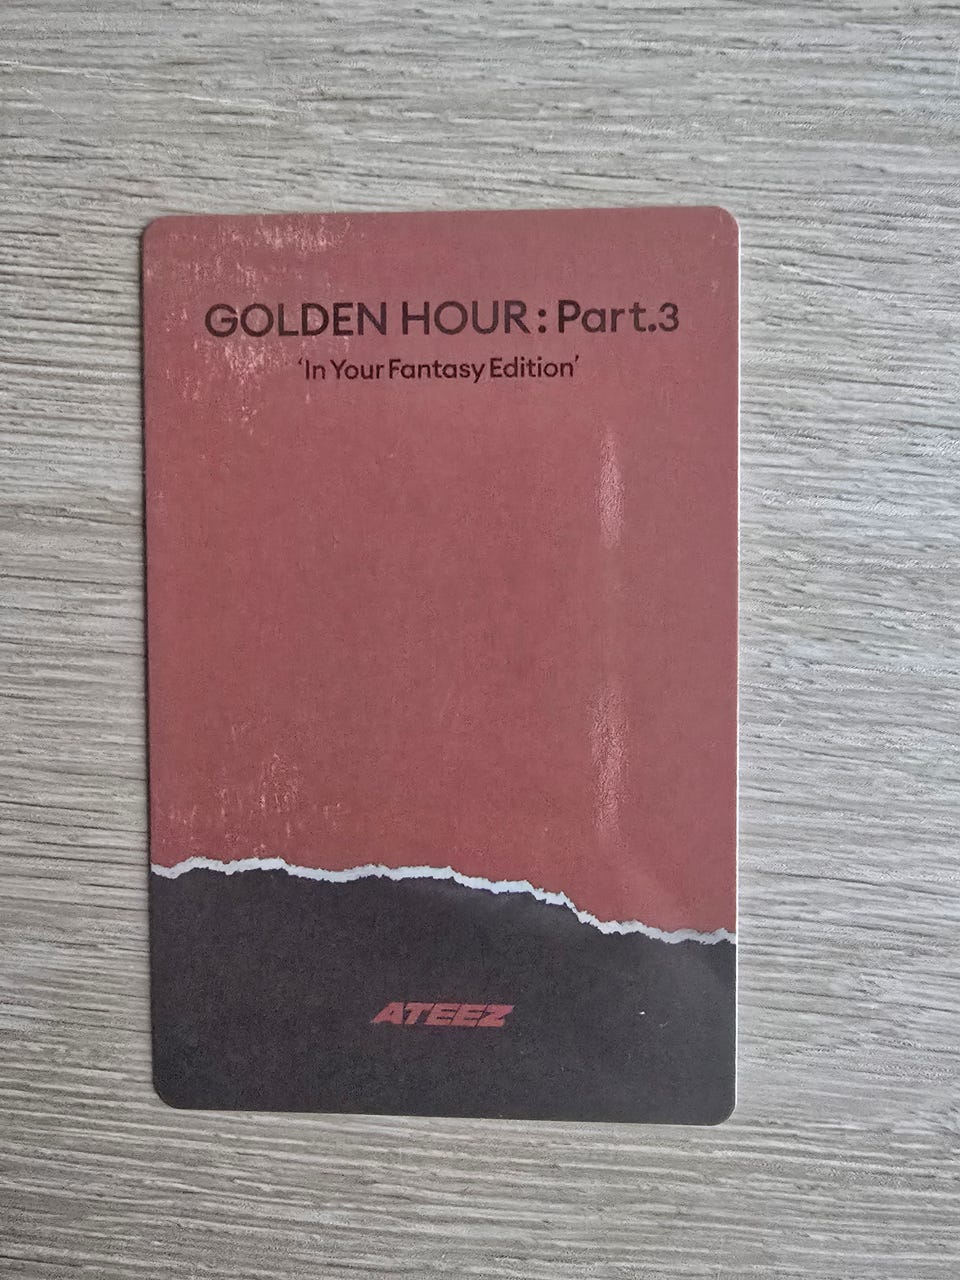 GOLDEN HOUR : Part.3
‘In Your Fantasy Edition’
ATEEZ